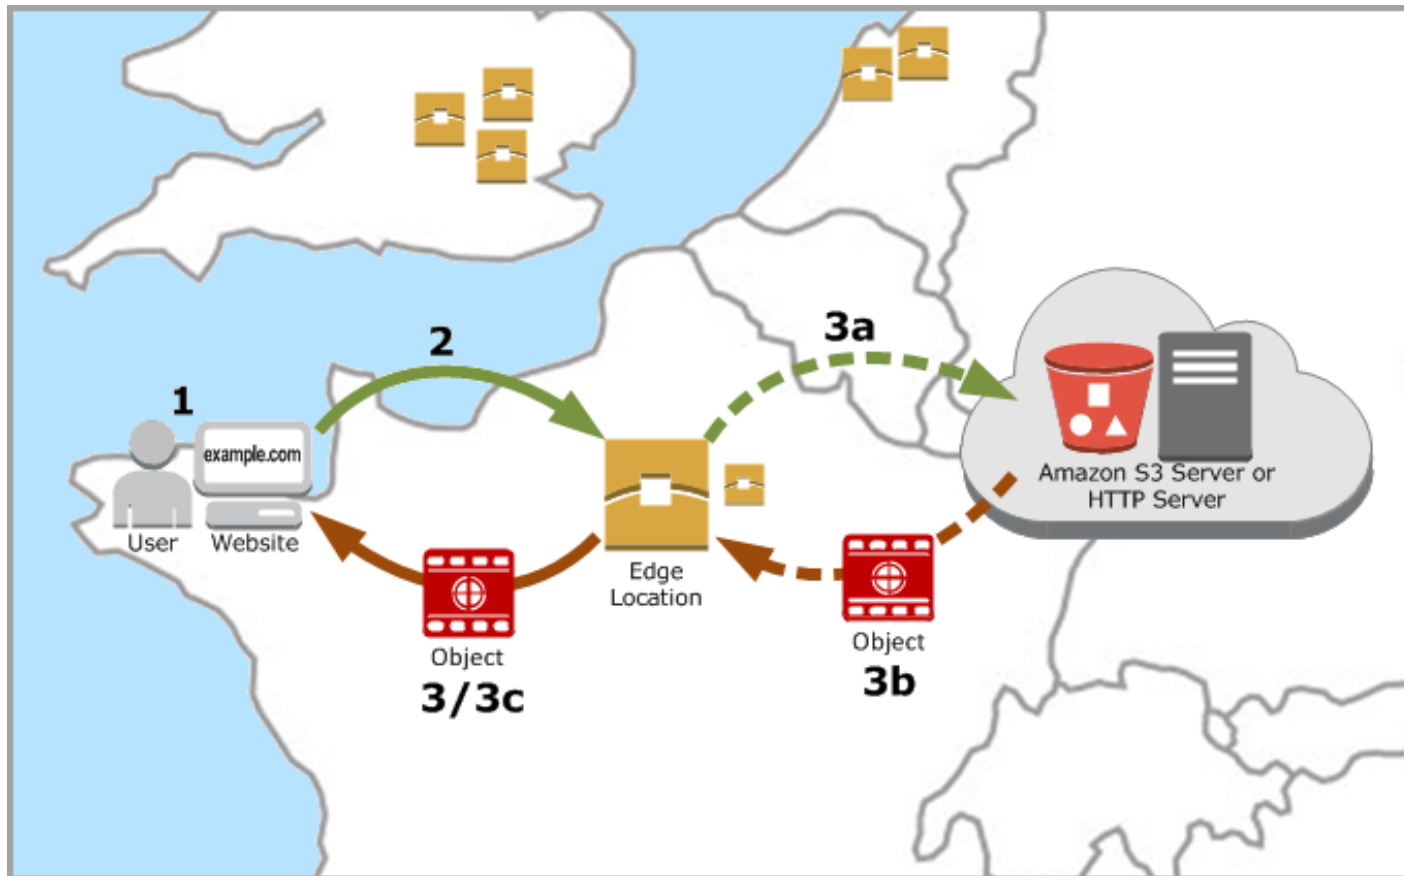 2
3a
1
example.com
User
Website
Edge
Location
Amazon S3 Server or
HTTP Server
Object
3/3c
Object
3b